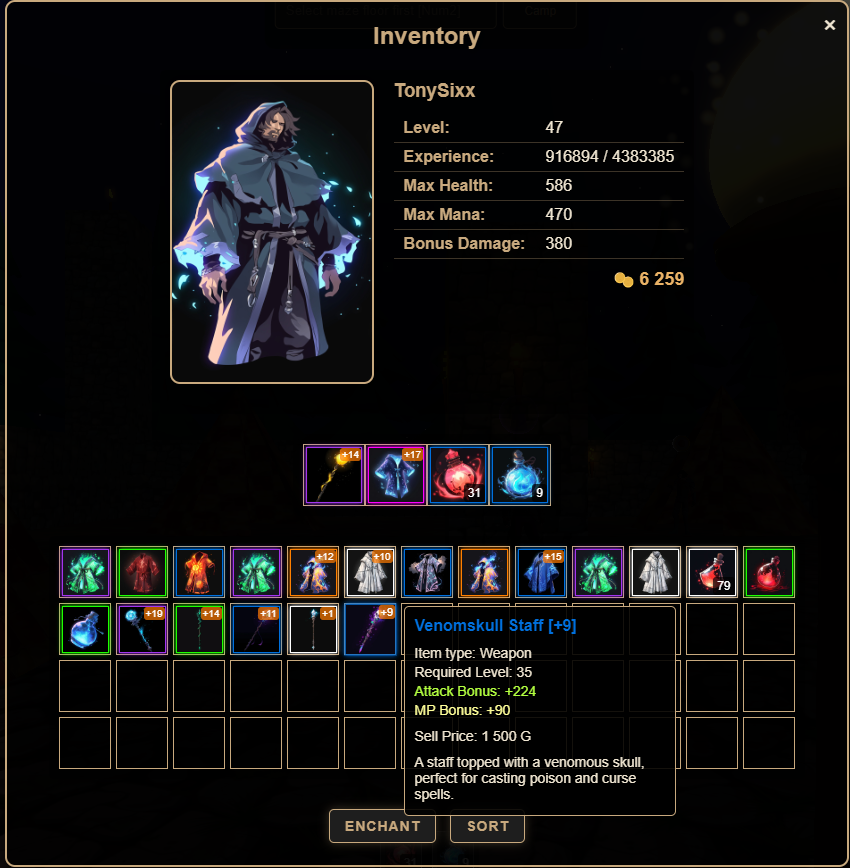 Inventory
×
TonySixx
Level: 47
Experience: 916894 / 4383385
Max Health: 586
Max Mana: 470
Bonus Damage: 380
6 259
+14
+17
31
9
+12
+10
+15
79
+19
+14
+11
+1
+9
Venomskull Staff [+9]
Item type: Weapon
Required Level: 35
Attack Bonus: +224
MP Bonus: +90
Sell Price: 1 500 G
A staff topped with a venomous skull,
perfect for casting poison and curse
spells.
ENCHANT
SORT